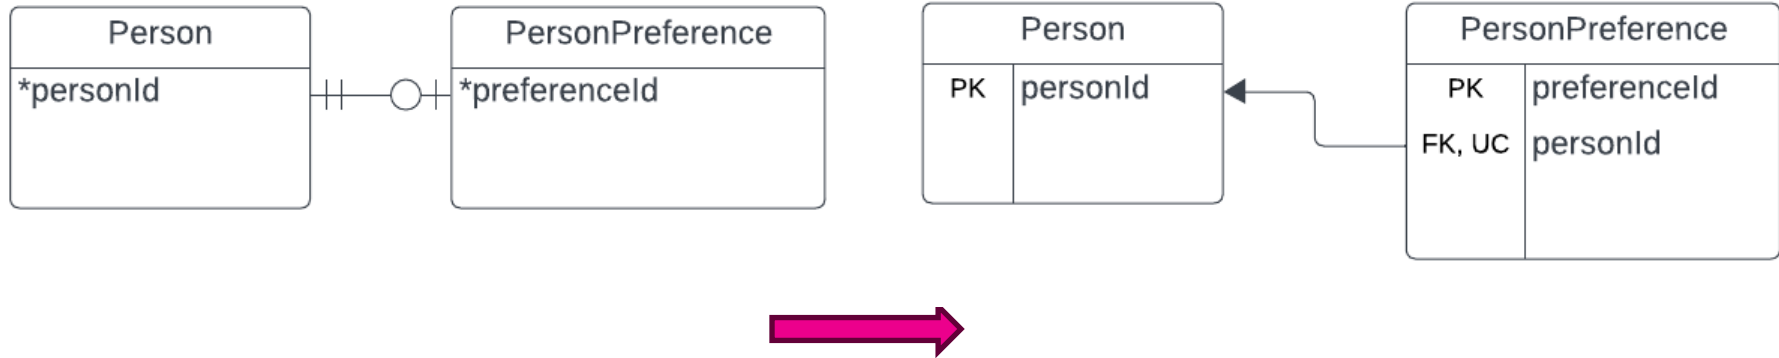 Person
*personId
PersonPreference
*preferenceId
Person
PK personId
PersonPreference
PK preferenceId
FK, UC personId